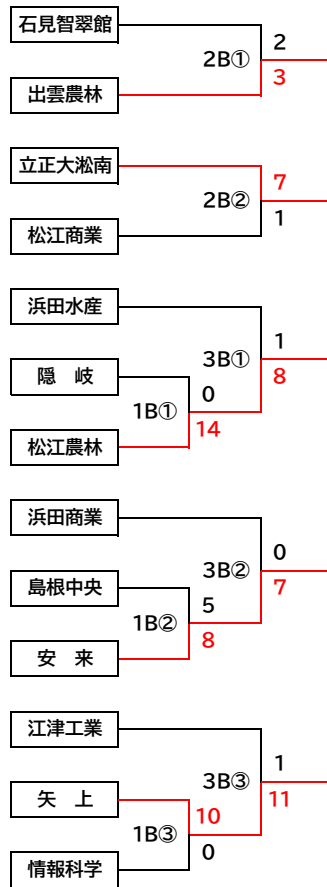 石見智翠館
2B①
2
3
出雲農林
立正大淞南
2B②
7
1
松江商業
浜田水産
3B①
1
8
隠　岐
1B①
0
14
松江農林
浜田商業
3B②
0
7
島根中央
1B②
5
8
安　来
江津工業
3B③
1
11
矢　上
1B③
10
0
情報科学